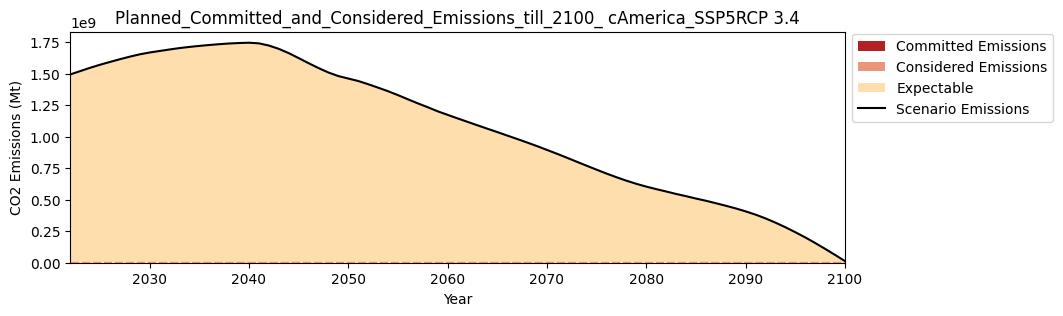 Planned_Committed_and_Considered_Emissions_till_2100_ cAmerica_SSP5RCP 3.4
1e9
1.75
1.50
1.25
1.00
0.75
0.50
0.25
0.00
CO2 Emissions (Mt)
2030 2040 2050 2060 2070 2080 2090 2100
Year
Committed Emissions
Considered Emissions
Expectable
Scenario Emissions